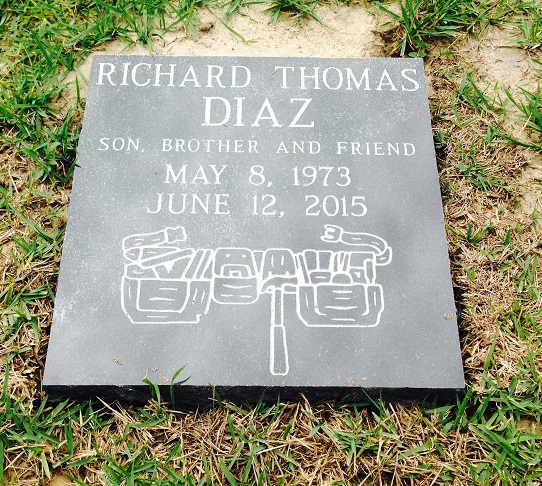 RICHARD THOMAS
DIAZ
SON, BROTHER AND FRIEND
MAY 8, 1973
JUNE 12, 2015